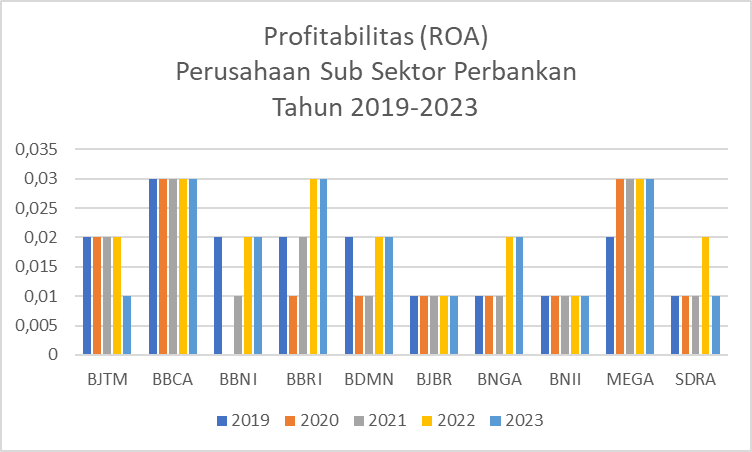 Profitabilitas (ROA)
Perusahaan Sub Sektor Perbankan
Tahun 2019-2023
0,035
0,03
0,025
0,02
0,015
0,01
0,005
0
BJTM BBCA BBNI BBRI BDMN BJBR BNGA BNII MEGA SDRA
2019 2020 2021 2022 2023